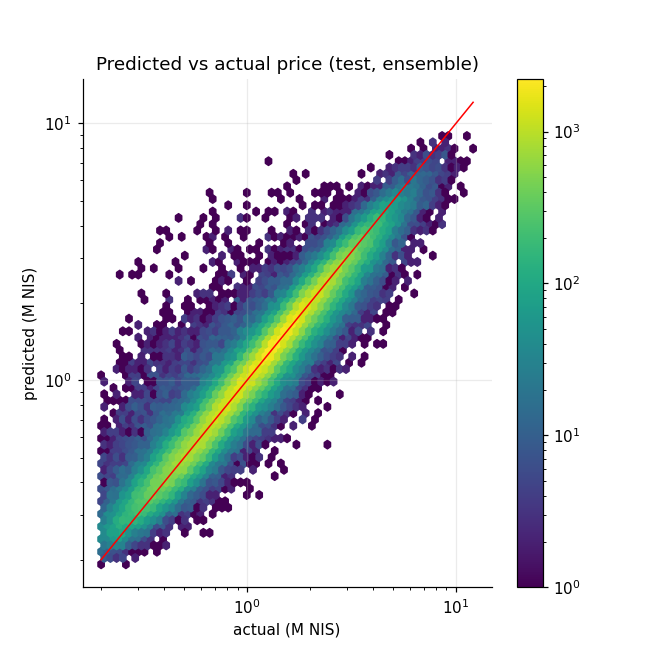 Predicted vs actual price (test, ensemble)
predicted (M NIS)
10¹
10⁰
10⁰
10¹
actual (M NIS)
10³
10²
10¹
10⁰